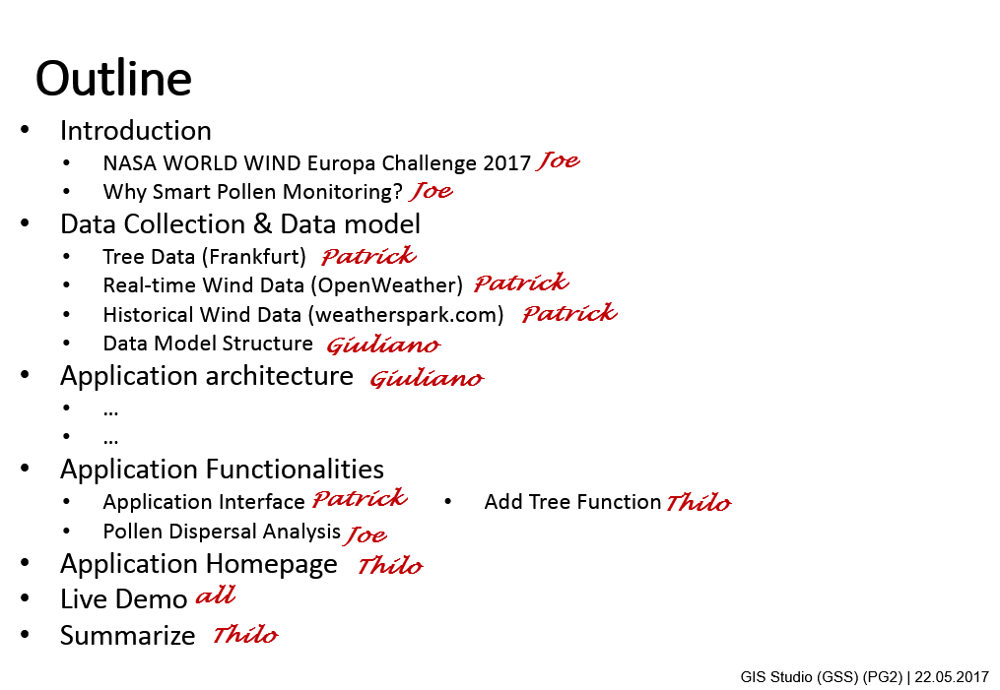 Outline
• Introduction
• NASA WORLD WIND Europa Challenge 2017 Joe
• Why Smart Pollen Monitoring? Joe
• Data Collection & Data model
• Tree Data (Frankfurt) Patrick
• Real-time Wind Data (OpenWeather) Patrick
• Historical Wind Data (weatherspark.com) Patrick
• Data Model Structure Giuliano
• Application architecture Giuliano
• …
• …
• Application Functionalities
• Application Interface Patrick • Add Tree Function Thilo
• Pollen Dispersal Analysis Joe
• Application Homepage Thilo
• Live Demo all
• Summarize Thilo
GIS Studio (GSS) (PG2) | 22.05.2017